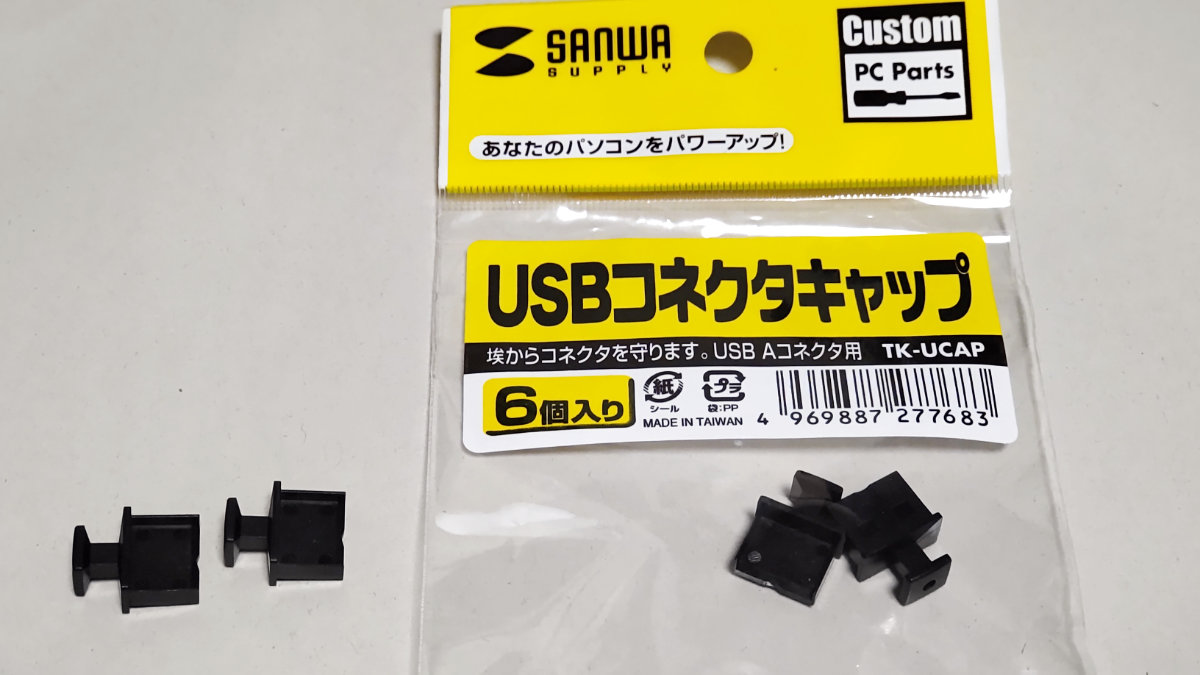 SANWA
SUPPLY
Custom
PC Parts
あなたのパソコンをパワーアップ!
USBコネクタキャップ
埃からコネクタを守ります。USB Aコネクタ用 TK-UCAP
6個入り
紙
シール
プラ
袋:PP
MADE IN TAIWAN
4 969887 277683